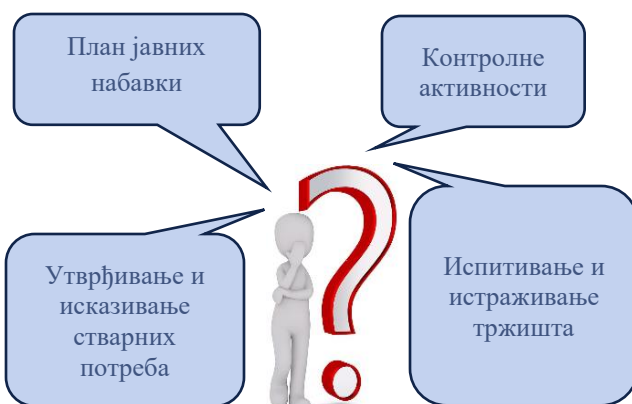 План јавних
набавки
Контролне
активности
Утврђивање и
исказивање
стварних
потреба
Испитивање и
истраживање
тржишта